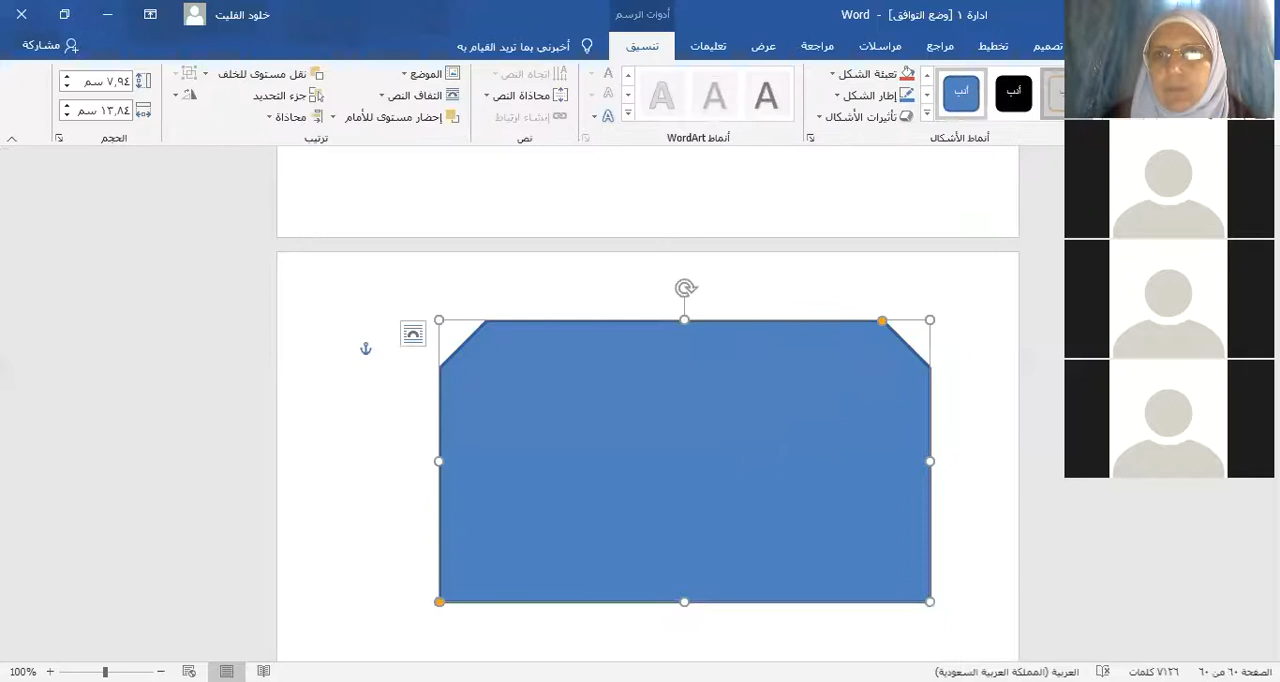 ادارة ١ [وضع التوافق] - Word
أدوات الرسم
خلود الفليت
تصميم
تخطيط
مراجع
مراسلات
مراجعة
عرض
تعليمات
تنسيق
أخبرني بما تريد القيام به
مشاركة
أبت
أبت
تعبئة الشكل
إطار الشكل
تأثيرات الأشكال
أنماط الأشكال
A A A
A
A
A
أنماط WordArt
اتجاه النص
محاذاة النص
إنشاء ارتباط
نص
الموضع
التفاف النص
إحضار مستوى للأمام
نقل مستوى للخلف
جزء التحديد
محاذاة
ترتيب
٧,٩٤ سم
١٣,٨٤ سم
الحجم
الصفحة ٦٠ من ٦٠
٧١٢٦ كلمات
العربية (المملكة العربية السعودية)
100%